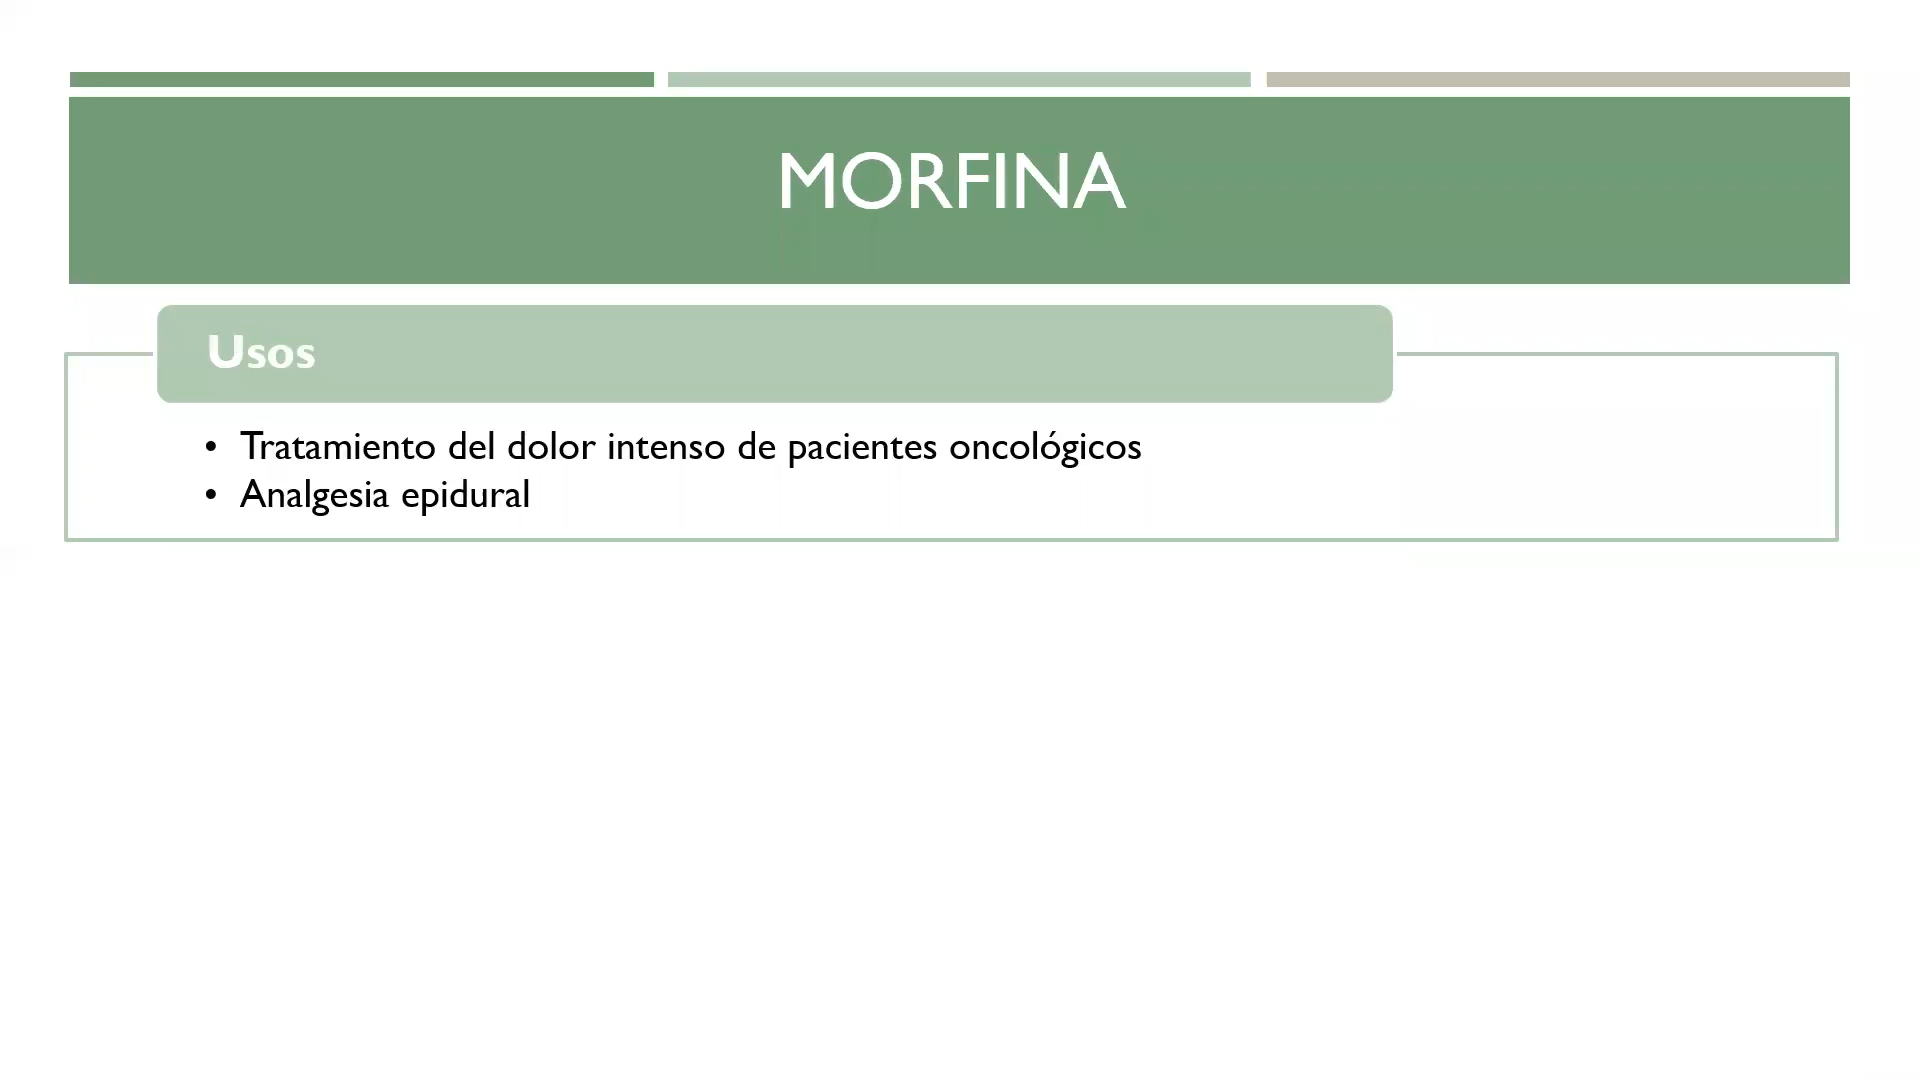 MORFINA
Usos
• Tratamiento del dolor intenso de pacientes oncológicos
• Analgesia epidural